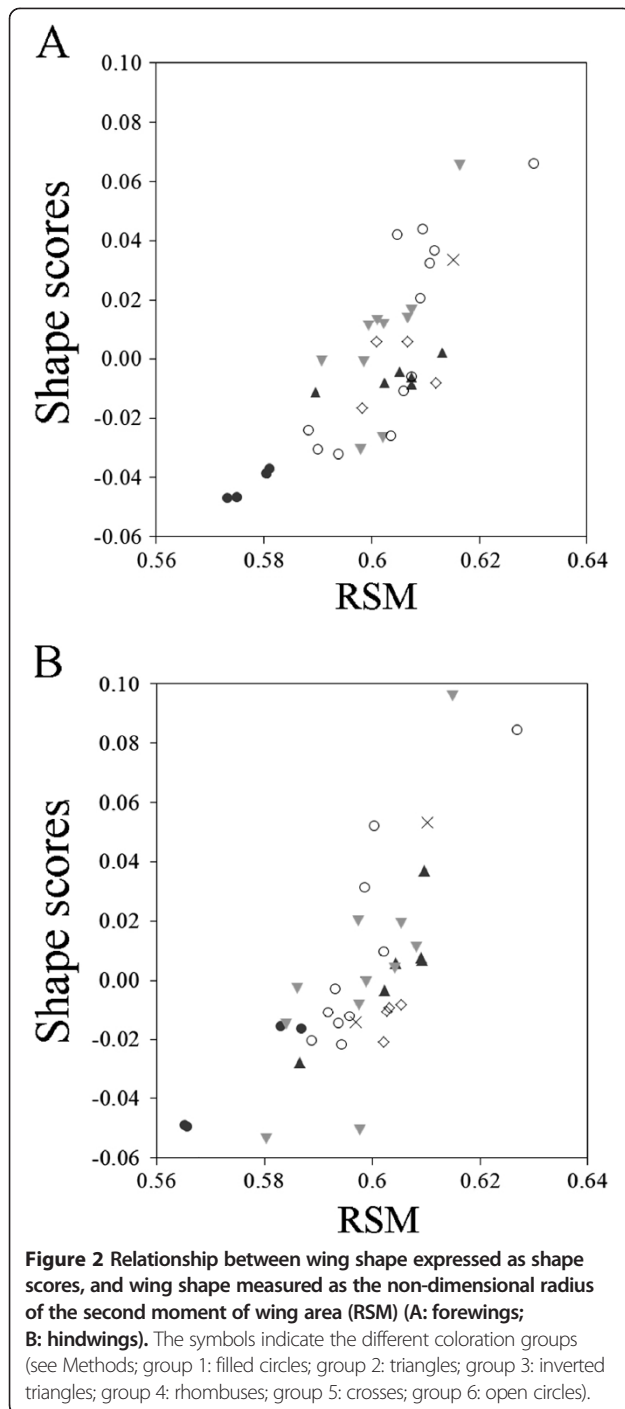 A
0.10
0.08
0.06
0.04
0.02
0.00
-0.02
-0.04
-0.06
Shape scores
0.56 0.58 0.6 0.62 0.64
RSM
B
0.10
0.08
0.06
0.04
0.02
0.00
-0.02
-0.04
-0.06
Shape scores
0.56 0.58 0.6 0.62 0.64
RSM
Figure 2 Relationship between wing shape expressed as shape
scores, and wing shape measured as the non-dimensional radius
of the second moment of wing area (RSM) (A: forewings;
B: hindwings). The symbols indicate the different coloration groups
(see Methods; group 1: filled circles; group 2: triangles; group 3: inverted
triangles; group 4: rhombuses; group 5: crosses; group 6: open circles).